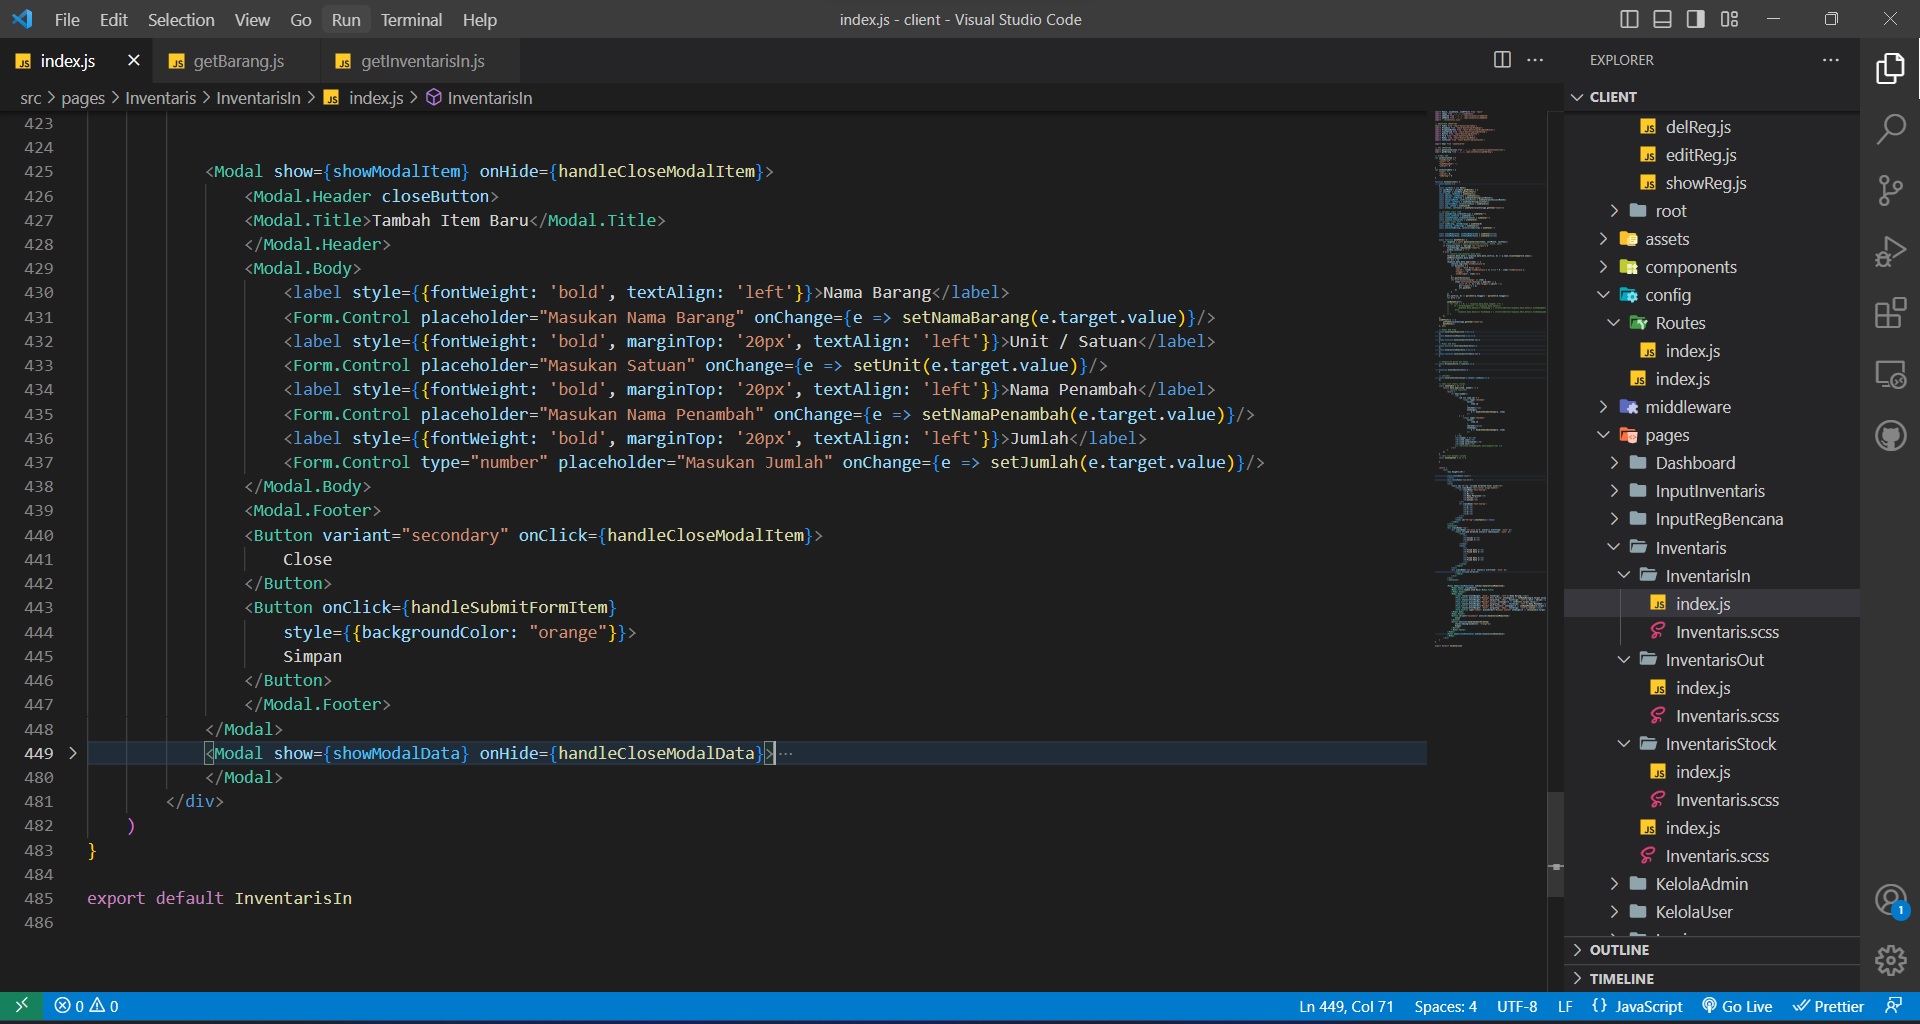 File Edit Selection View Go Run Terminal Help
index.js - client - Visual Studio Code
index.js getBarang.js getInventarisIn.js
src > pages > Inventaris > InventarisIn > index.js > InventarisIn
423
424
425 <Modal show={showModalItem} onHide={handleCloseModalItem}>
426 <Modal.Header closeButton>
427 <Modal.Title>Tambah Item Baru</Modal.Title>
428 </Modal.Header>
429 <Modal.Body>
430 <label style={{fontWeight: 'bold', textAlign: 'left'}}>Nama Barang</label>
431 <Form.Control placeholder="Masukan Nama Barang" onChange={e => setNamaBarang(e.target.value)}/>
432 <label style={{fontWeight: 'bold', marginTop: '20px', textAlign: 'left'}}>Unit / Satuan</label>
433 <Form.Control placeholder="Masukan Satuan" onChange={e => setUnit(e.target.value)}/>
434 <label style={{fontWeight: 'bold', marginTop: '20px', textAlign: 'left'}}>Nama Penambah</label>
435 <Form.Control placeholder="Masukan Nama Penambah" onChange={e => setNamaPenambah(e.target.value)}/>
436 <label style={{fontWeight: 'bold', marginTop: '20px', textAlign: 'left'}}>Jumlah</label>
437 <Form.Control type="number" placeholder="Masukan Jumlah" onChange={e => setJumlah(e.target.value)}/>
438 </Modal.Body>
439 <Modal.Footer>
440 <Button variant="secondary" onClick={handleCloseModalItem}>
441 Close
442 </Button>
443 <Button onClick={handleSubmitFormItem}
444 style={{backgroundColor: "orange"}}>
445 Simpan
446 </Button>
447 </Modal.Footer>
448 </Modal>
449 <Modal show={showModalData} onHide={handleCloseModalData}>⋯
480 </Modal>
481 </div>
482 )
483 }
484
485 export default InventarisIn
486
EXPLORER
CLIENT
delReg.js
editReg.js
showReg.js
root
assets
components
config
Routes
index.js
index.js
middleware
pages
Dashboard
InputInventaris
InputRegBencana
Inventaris
InventarisIn
index.js
Inventaris.scss
InventarisOut
index.js
Inventaris.scss
InventarisStock
index.js
Inventaris.scss
index.js
Inventaris.scss
KelolaAdmin
KelolaUser
OUTLINE
TIMELINE
1
0 0
Ln 449, Col 71 Spaces: 4 UTF-8 LF {} JavaScript Go Live Prettier